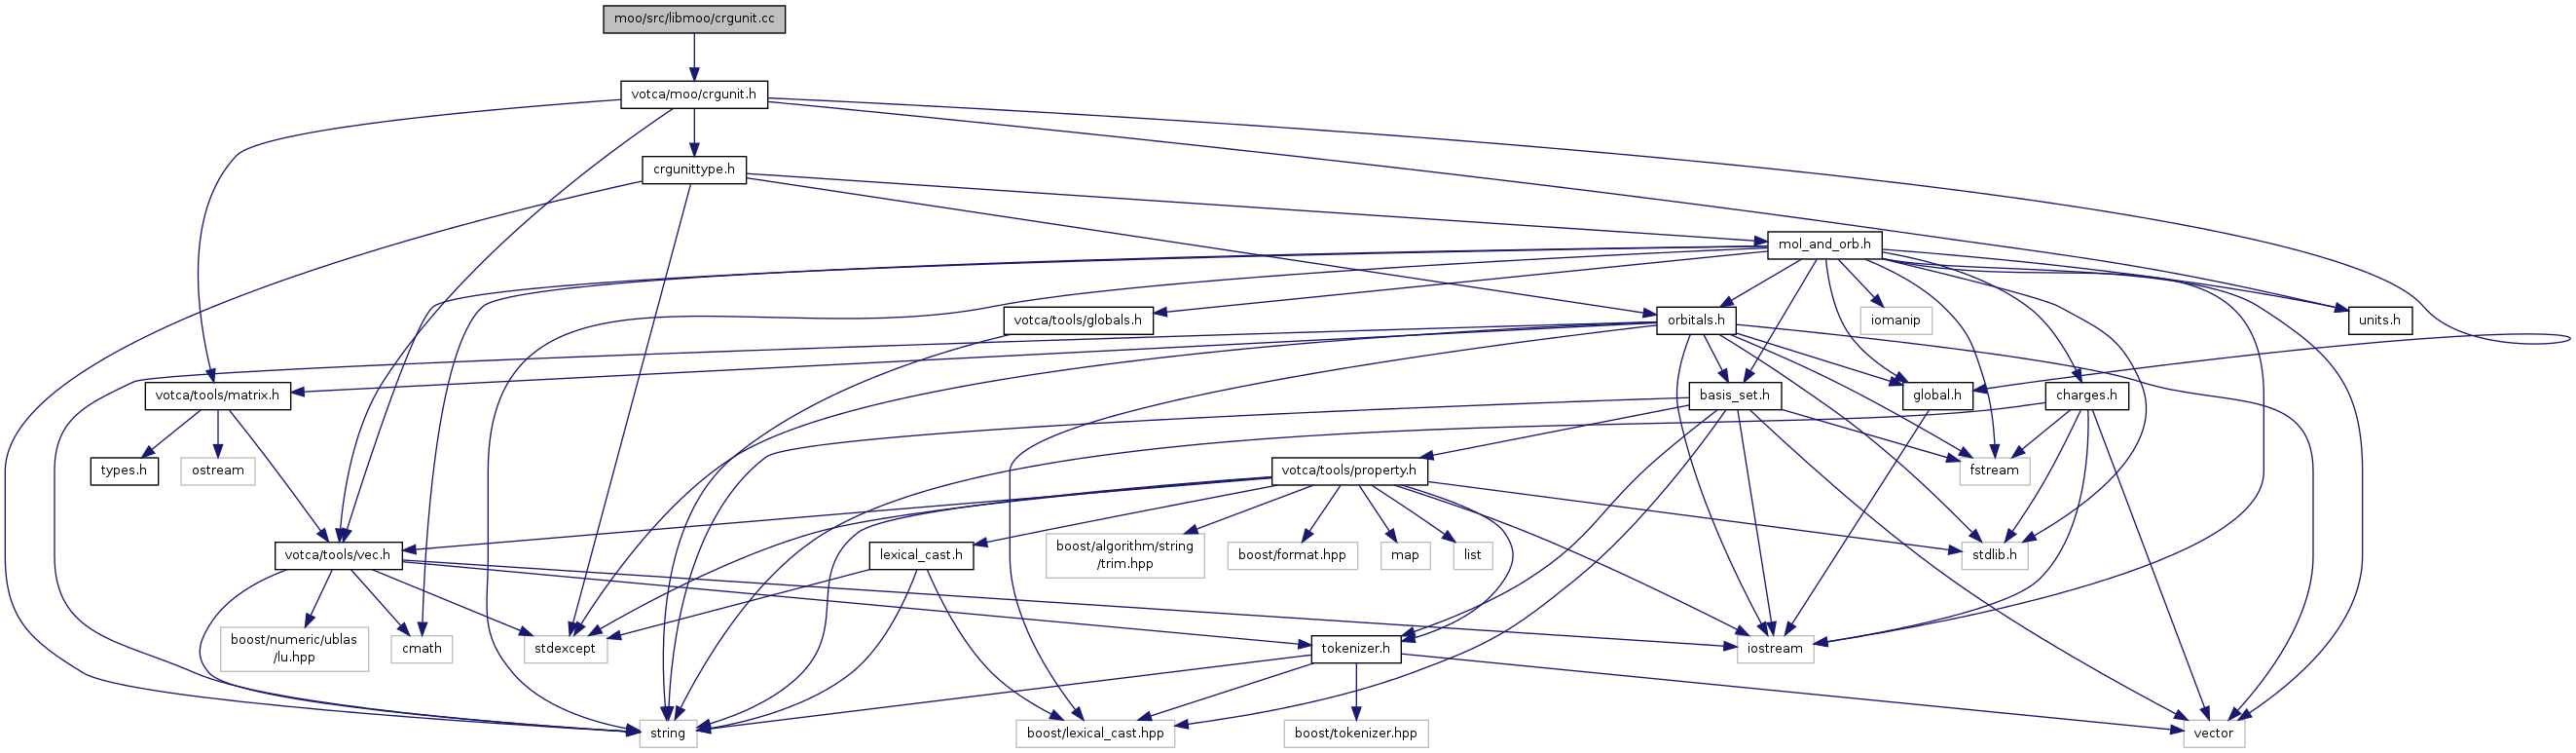 moo/src/libmoo/crgunit.cc
votca/moo/crgunit.h
crgunittype.h
mol_and_orb.h
votca/tools/globals.h
orbitals.h
iomanip
units.h
votca/tools/matrix.h
basis_set.h
global.h
charges.h
types.h
ostream
votca/tools/property.h
fstream
votca/tools/vec.h
lexical_cast.h
boost/algorithm/string
/trim.hpp
boost/format.hpp
map
list
stdlib.h
boost/numeric/ublas
/lu.hpp
cmath
stdexcept
tokenizer.h
iostream
string
boost/lexical_cast.hpp
boost/tokenizer.hpp
vector